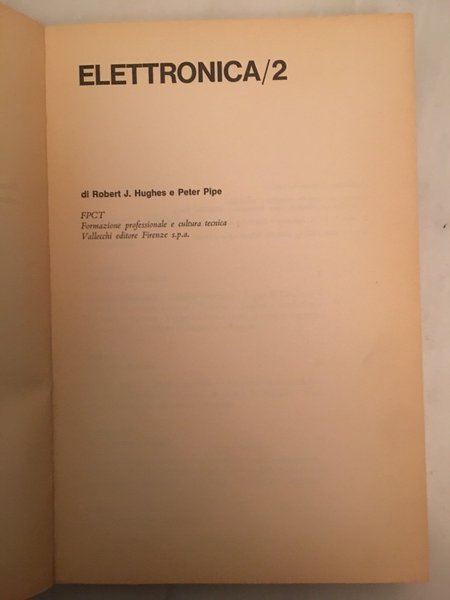 ELETTRONICA/2
di Robert J. Hughes e Peter Pipe
FPCT
Formazione professionale e cultura tecnica
Vallecchi editore Firenze s.p.a.